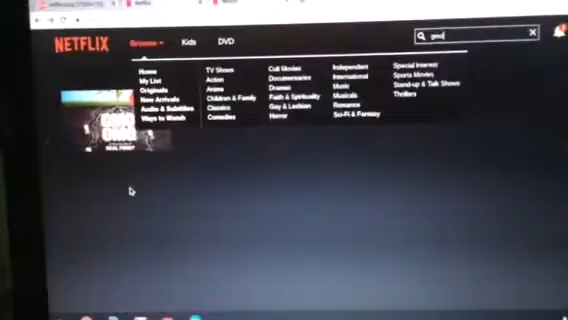 NETFLIX
Browse
Kids
DVD
gmo
Home
My List
Originals
New Arrivals
Audio & Subtitles
Ways to Watch
TV Shows
Action
Anime
Children & Family
Classics
Comedies
Cult Movies
Documentaries
Dramas
Faith & Spirituality
Gay & Lesbian
Horror
Independent
International
Music
Musicals
Romance
Sci-Fi & Fantasy
Special Interest
Sports Movies
Stand-up & Talk Shows
Thrillers